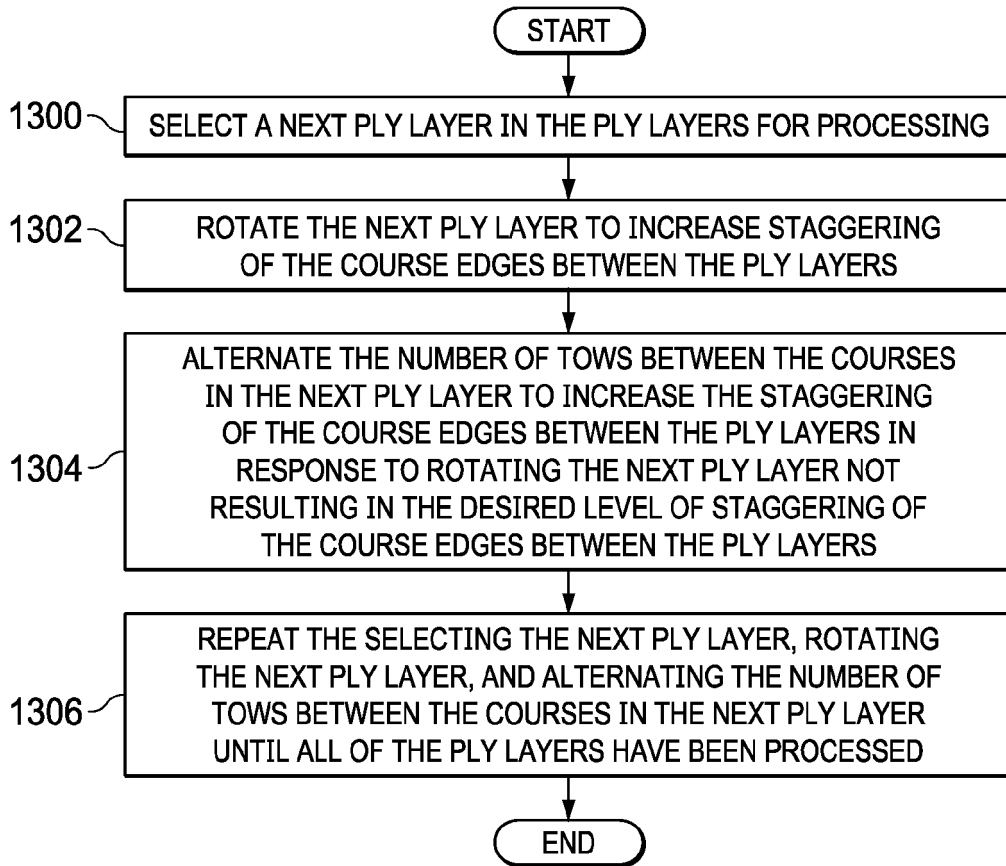 START
1300
SELECT A NEXT PLY LAYER IN THE PLY LAYERS FOR PROCESSING
1302
ROTATE THE NEXT PLY LAYER TO INCREASE STAGGERING
OF THE COURSE EDGES BETWEEN THE PLY LAYERS
1304
ALTERNATE THE NUMBER OF TOWS BETWEEN THE COURSES
IN THE NEXT PLY LAYER TO INCREASE THE STAGGERING
OF THE COURSE EDGES BETWEEN THE PLY LAYERS IN
RESPONSE TO ROTATING THE NEXT PLY LAYER NOT
RESULTING IN THE DESIRED LEVEL OF STAGGERING OF
THE COURSE EDGES BETWEEN THE PLY LAYERS
1306
REPEAT THE SELECTING THE NEXT PLY LAYER, ROTATING
THE NEXT PLY LAYER, AND ALTERNATING THE NUMBER OF
TOWS BETWEEN THE COURSES IN THE NEXT PLY LAYER
UNTIL ALL OF THE PLY LAYERS HAVE BEEN PROCESSED
END